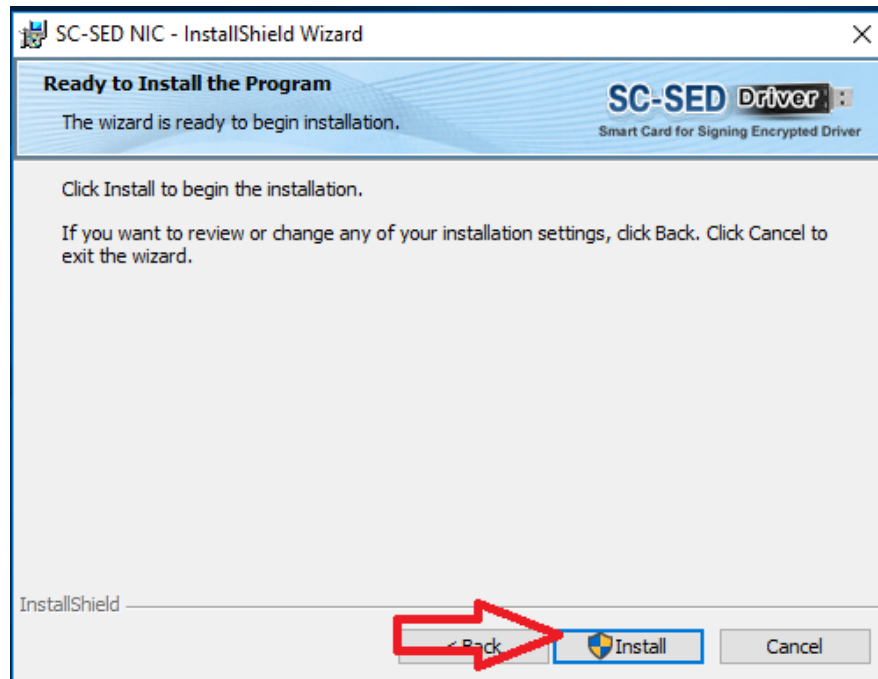 SC-SED NIC - InstallShield Wizard
Ready to Install the Program
The wizard is ready to begin installation.
SC-SED Driver
Smart Card for Signing Encrypted Driver
Click Install to begin the installation.
If you want to review or change any of your installation settings, click Back. Click Cancel to
exit the wizard.
InstallShield
< Back
Install
Cancel